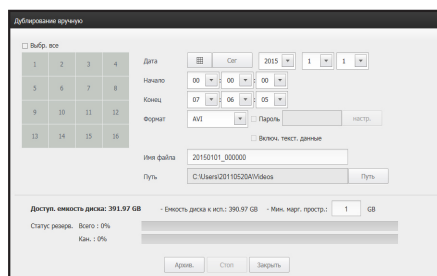 Дублирование вручную
Выбр. все
1 2 3 4
5 6 7 8
9 10 11 12
13 14 15 16
Дата Сег 2015 1 1
Начало 00 : 00 : 00
Конец 07 : 06 : 05
Формат AVI Пароль настр.
Включ. текст. данные
Имя файла 20150101_000000
Путь C:\Users\20110520A\Videos Путь
Доступ. емкость диска: 391.97 GB - Емкость диска к исп.: 390.97 GB - Мин. марг. простр.: 1 GB
Статус резерв. Всего : 0%
Кан. : 0%
Архив. Стоп Закрыть